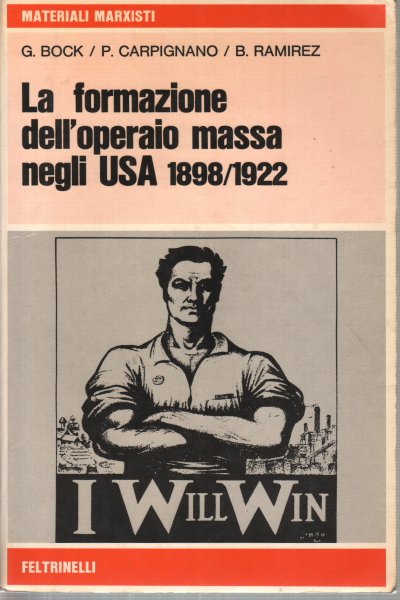 MATERIALI MARXISTI
G. BOCK / P. CARPIGNANO / B. RAMIREZ
La formazione
dell'operaio massa
negli USA 1898/1922
I WILL WIN
FELTRINELLI